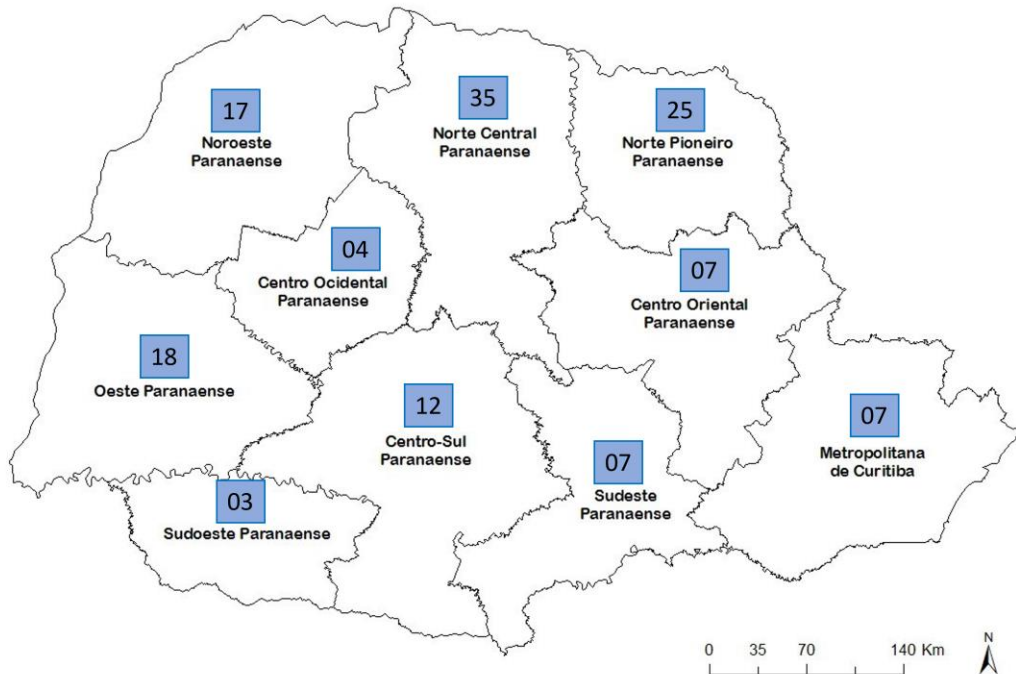 35
Norte Central
Paranaense
25
Norte Pioneiro
Paranaense
17
Noroeste
Paranaense
04
Centro Ocidental
Paranaense
07
Centro Oriental
Paranaense
18
Oeste Paranaense
12
Centro-Sul
Paranaense
07
Metropolitana
de Curitiba
07
Sudeste
Paranaense
03
Sudoeste Paranaense
0 35 70 140 Km
N